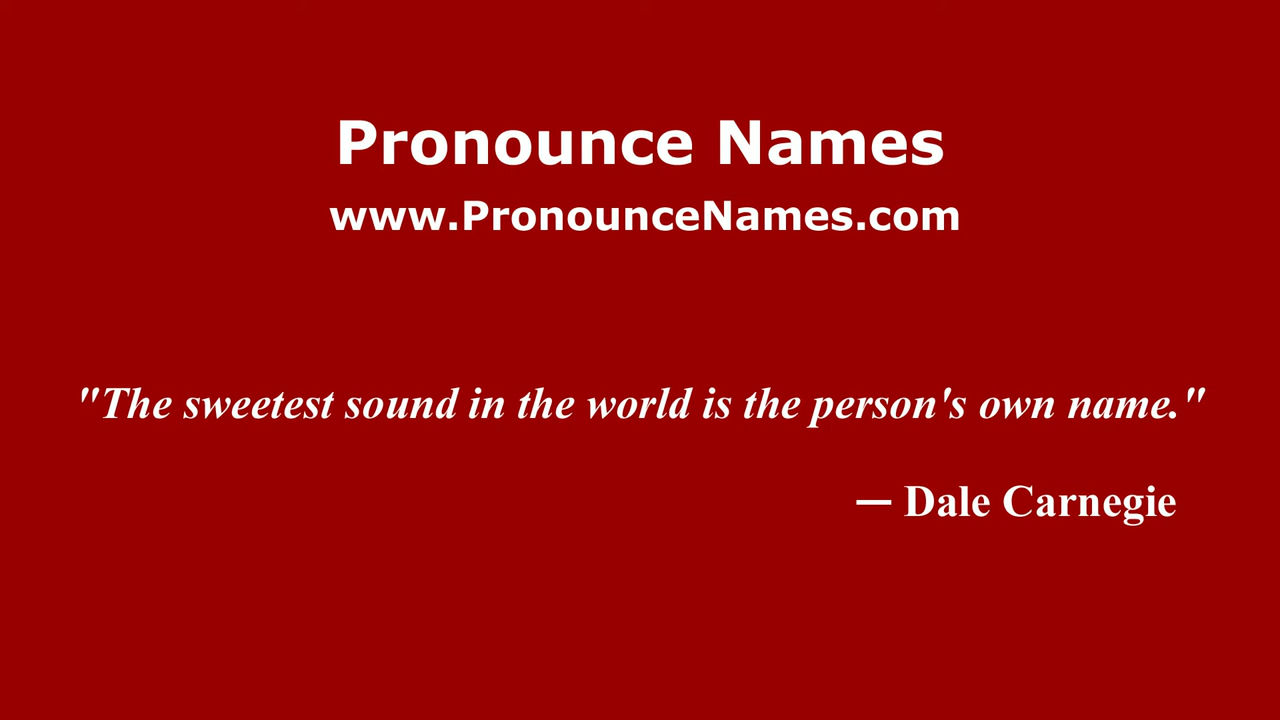 Pronounce Names
www.PronounceNames.com
"The sweetest sound in the world is the person's own name."
— Dale Carnegie